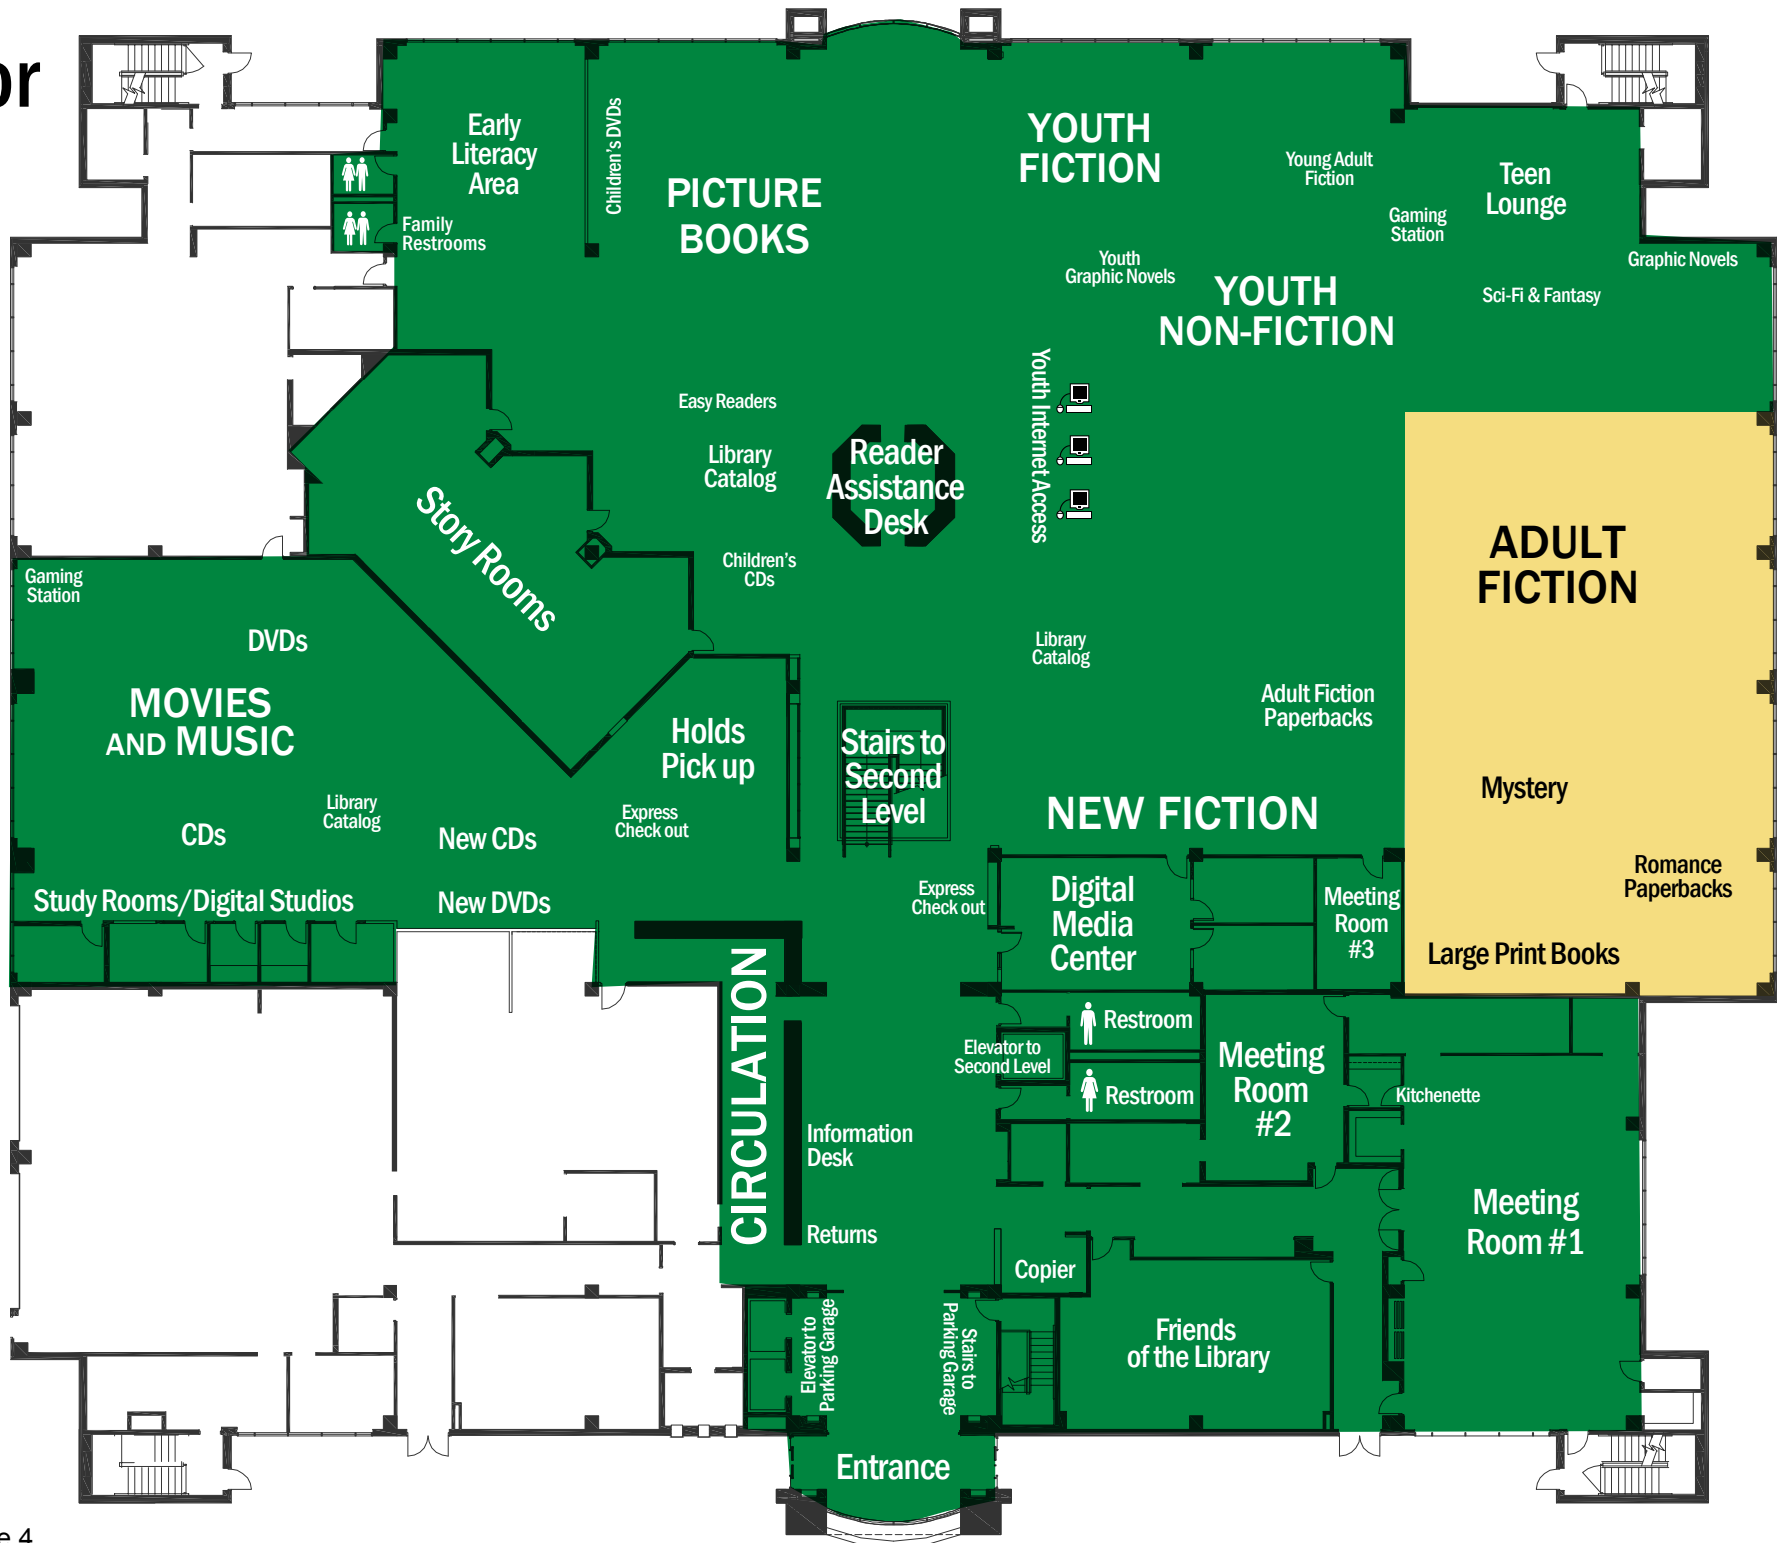 or
Early
Literacy
Area
Children's DVDs
PICTURE
BOOKS
YOUTH
FICTION
Young Adult
Fiction
Teen
Lounge
Gaming
Station
Family
Restrooms
Youth
Graphic Novels
YOUTH
NON-FICTION
Graphic Novels
Sci-Fi & Fantasy
Easy Readers
Library
Catalog
Reader
Assistance
Desk
Youth Internet Access
Story Rooms
Children's
CDs
ADULT
FICTION
Gaming
Station
DVDs
MOVIES
AND MUSIC
Library
Catalog
Adult Fiction
Paperbacks
Holds
Pick up
Stairs to
Second
Level
Mystery
NEW FICTION
CDs
Library
Catalog
New CDs
Express
Check out
Romance
Paperbacks
Study Rooms/Digital Studios
New DVDs
Express
Check out
Digital
Media
Center
Meeting
Room
#3
Large Print Books
CIRCULATION
Restroom
Elevator to
Second Level
Restroom
Meeting
Room
#2
Kitchenette
Information
Desk
Returns
Meeting
Room #1
Copier
Elevator to
Parking Garage
Stairs to
Parking Garage
Friends
of the Library
Entrance
e 4